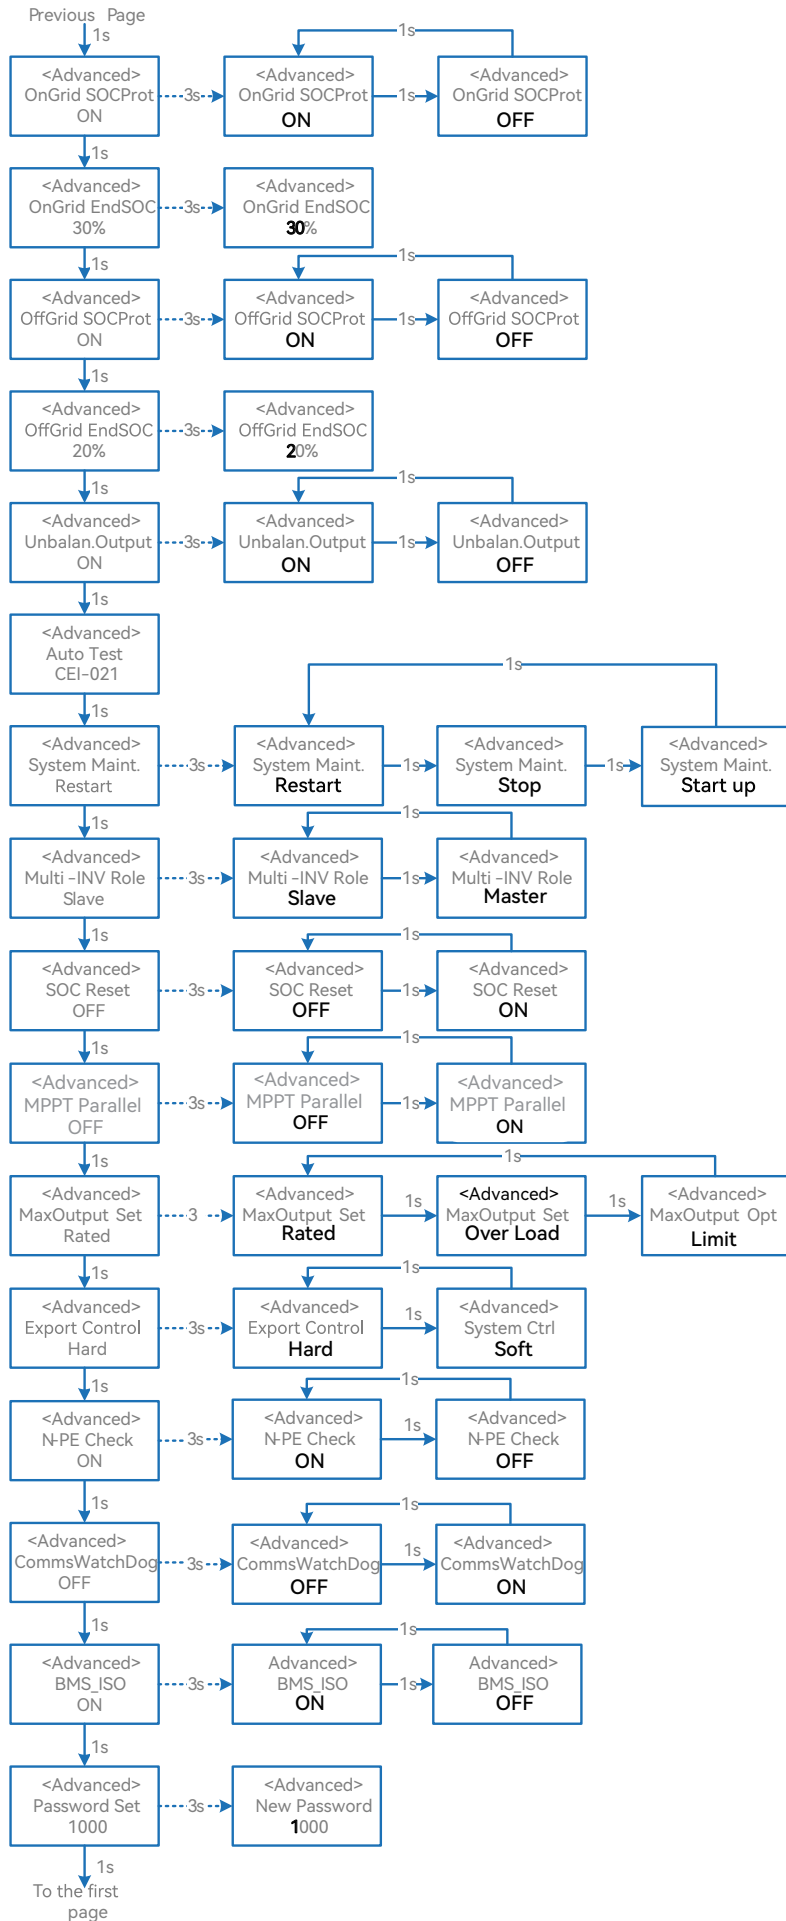 Previous Page
1s
1s
<Advanced>
OnGrid SOCProt
ON
3s
<Advanced>
OnGrid SOCProt
ON
1s
<Advanced>
OnGrid SOCProt
OFF
1s
<Advanced>
OnGrid EndSOC
30%
3s
<Advanced>
OnGrid EndSOC
30%
1s
1s
<Advanced>
OffGrid SOCProt
ON
3s
<Advanced>
OffGrid SOCProt
ON
1s
<Advanced>
OffGrid SOCProt
OFF
1s
<Advanced>
OffGrid EndSOC
20%
3s
<Advanced>
OffGrid EndSOC
20%
1s
1s
<Advanced>
Unbalan.Output
ON
3s
<Advanced>
Unbalan.Output
ON
1s
<Advanced>
Unbalan.Output
OFF
1s
<Advanced>
Auto Test
CEI-021
1s
1s
<Advanced>
System Maint.
Restart
3s
<Advanced>
System Maint.
Restart
1s
<Advanced>
System Maint.
Stop
1s
<Advanced>
System Maint.
Start up
1s
1s
<Advanced>
Multi-INV Role
Slave
3s
<Advanced>
Multi-INV Role
Slave
1s
<Advanced>
Multi-INV Role
Master
1s
1s
<Advanced>
SOC Reset
OFF
3s
<Advanced>
SOC Reset
OFF
1s
<Advanced>
SOC Reset
ON
1s
1s
<Advanced>
MPPT Parallel
OFF
3s
<Advanced>
MPPT Parallel
OFF
1s
<Advanced>
MPPT Parallel
ON
1s
1s
<Advanced>
MaxOutput Set
Rated
3
<Advanced>
MaxOutput Set
Rated
1s
<Advanced>
MaxOutput Set
Over Load
1s
<Advanced>
MaxOutput Opt
Limit
1s
1s
<Advanced>
Export Control
Hard
3s
<Advanced>
Export Control
Hard
1s
<Advanced>
System Ctrl
Soft
1s
1s
<Advanced>
N-PE Check
ON
3s
<Advanced>
N-PE Check
ON
1s
<Advanced>
N-PE Check
OFF
1s
1s
<Advanced>
CommsWatchDog
OFF
3s
<Advanced>
CommsWatchDog
OFF
1s
<Advanced>
CommsWatchDog
ON
1s
1s
<Advanced>
BMS_ISO
ON
3s
Advanced>
BMS_ISO
ON
1s
Advanced>
BMS_ISO
OFF
1s
<Advanced>
Password Set
1000
3s
<Advanced>
New Password
1000
1s
To the first
page